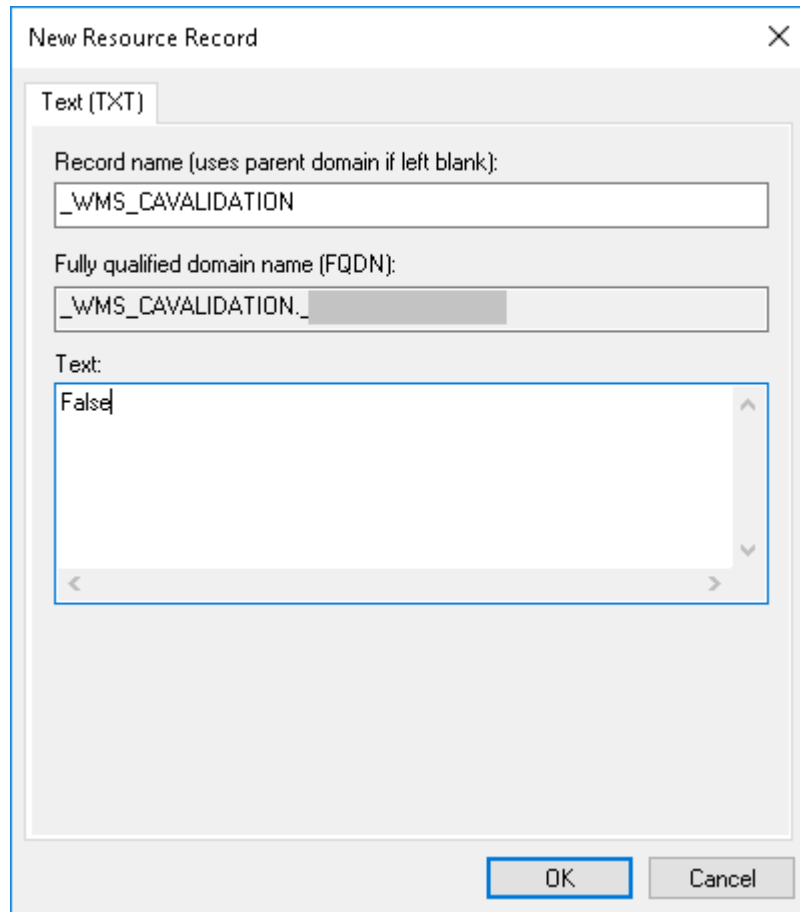 New Resource Record
Text (TXT)
Record name (uses parent domain if left blank):
_WMS_CAVALIDATION
Fully qualified domain name (FQDN):
_WMS_CAVALIDATION._
Text:
False
OK Cancel